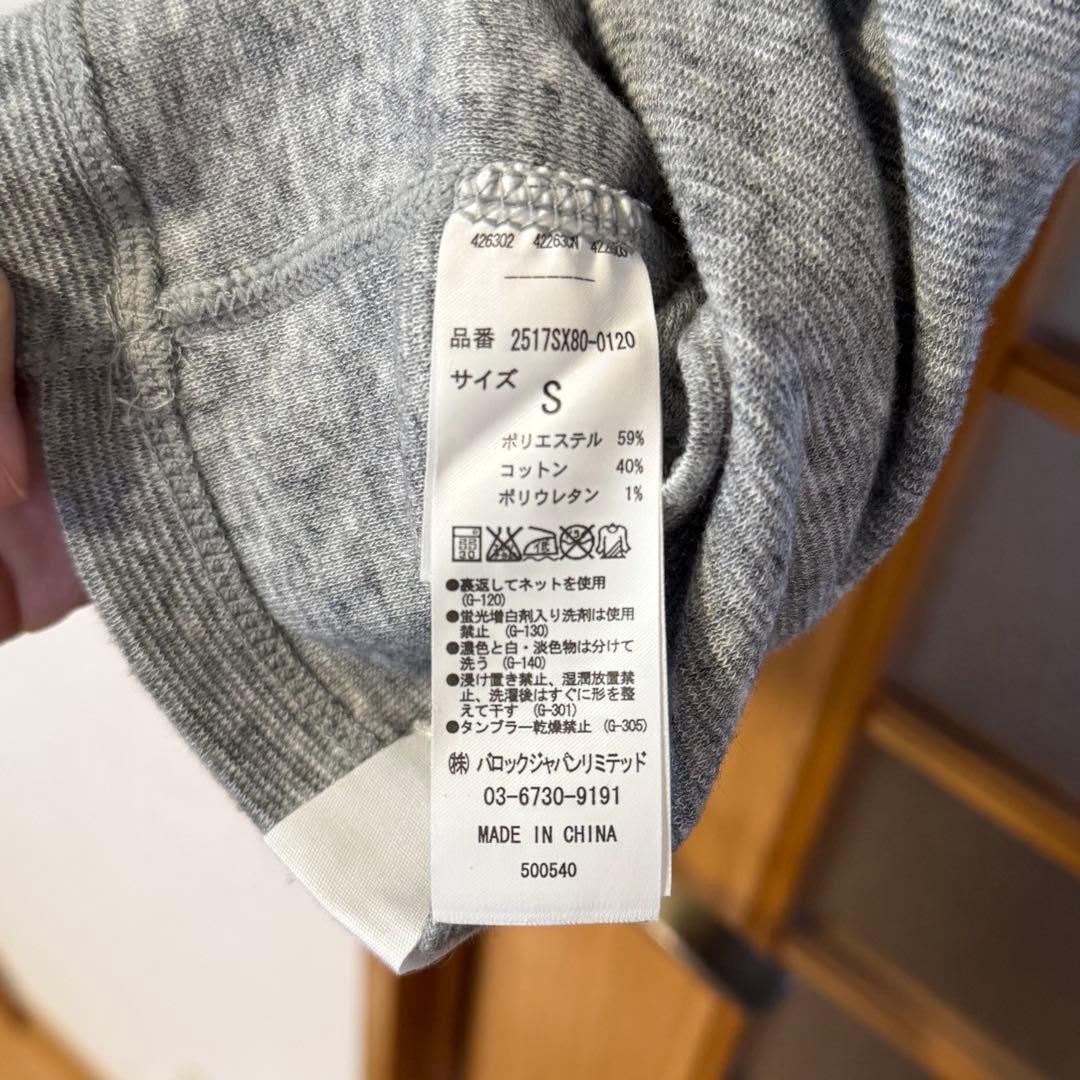 426302 42263CN
品番 2517SX80-0120
サイズ S
ポリエステル 59%
コットン 40%
ポリウレタン 1%
●裏返してネットを使用
(G-120)
●蛍光増白剤入り洗剤は使用
禁止 (G-130)
●濃色と白・淡色物は分けて
洗う (G-140)
●浸け置き禁止、湿潤放置禁
止、洗濯後はすぐに形を整
えて干す (G-301)
●タンブラー乾燥禁止 (G-305)
㈱バロックジャパンリミテッド
03-6730-9191
MADE IN CHINA
500540